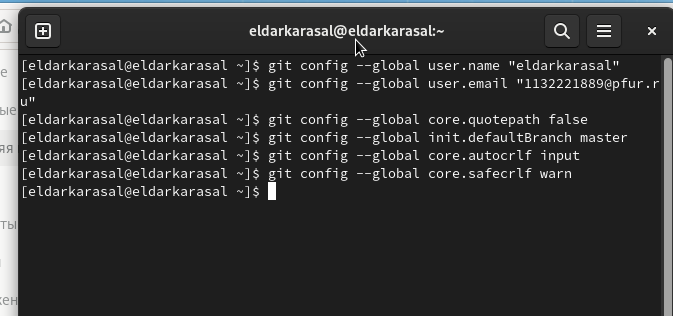 eldarkarasal@eldarkarasal:~
[eldarkarasal@eldarkarasal ~]$ git config --global user.name "eldarkarasal"
[eldarkarasal@eldarkarasal ~]$ git config --global user.email "1132221889@pfur.r
u"
[eldarkarasal@eldarkarasal ~]$ git config --global core.quotepath false
[eldarkarasal@eldarkarasal ~]$ git config --global init.defaultBranch master
[eldarkarasal@eldarkarasal ~]$ git config --global core.autocrlf input
[eldarkarasal@eldarkarasal ~]$ git config --global core.safecrlf warn
[eldarkarasal@eldarkarasal ~]$